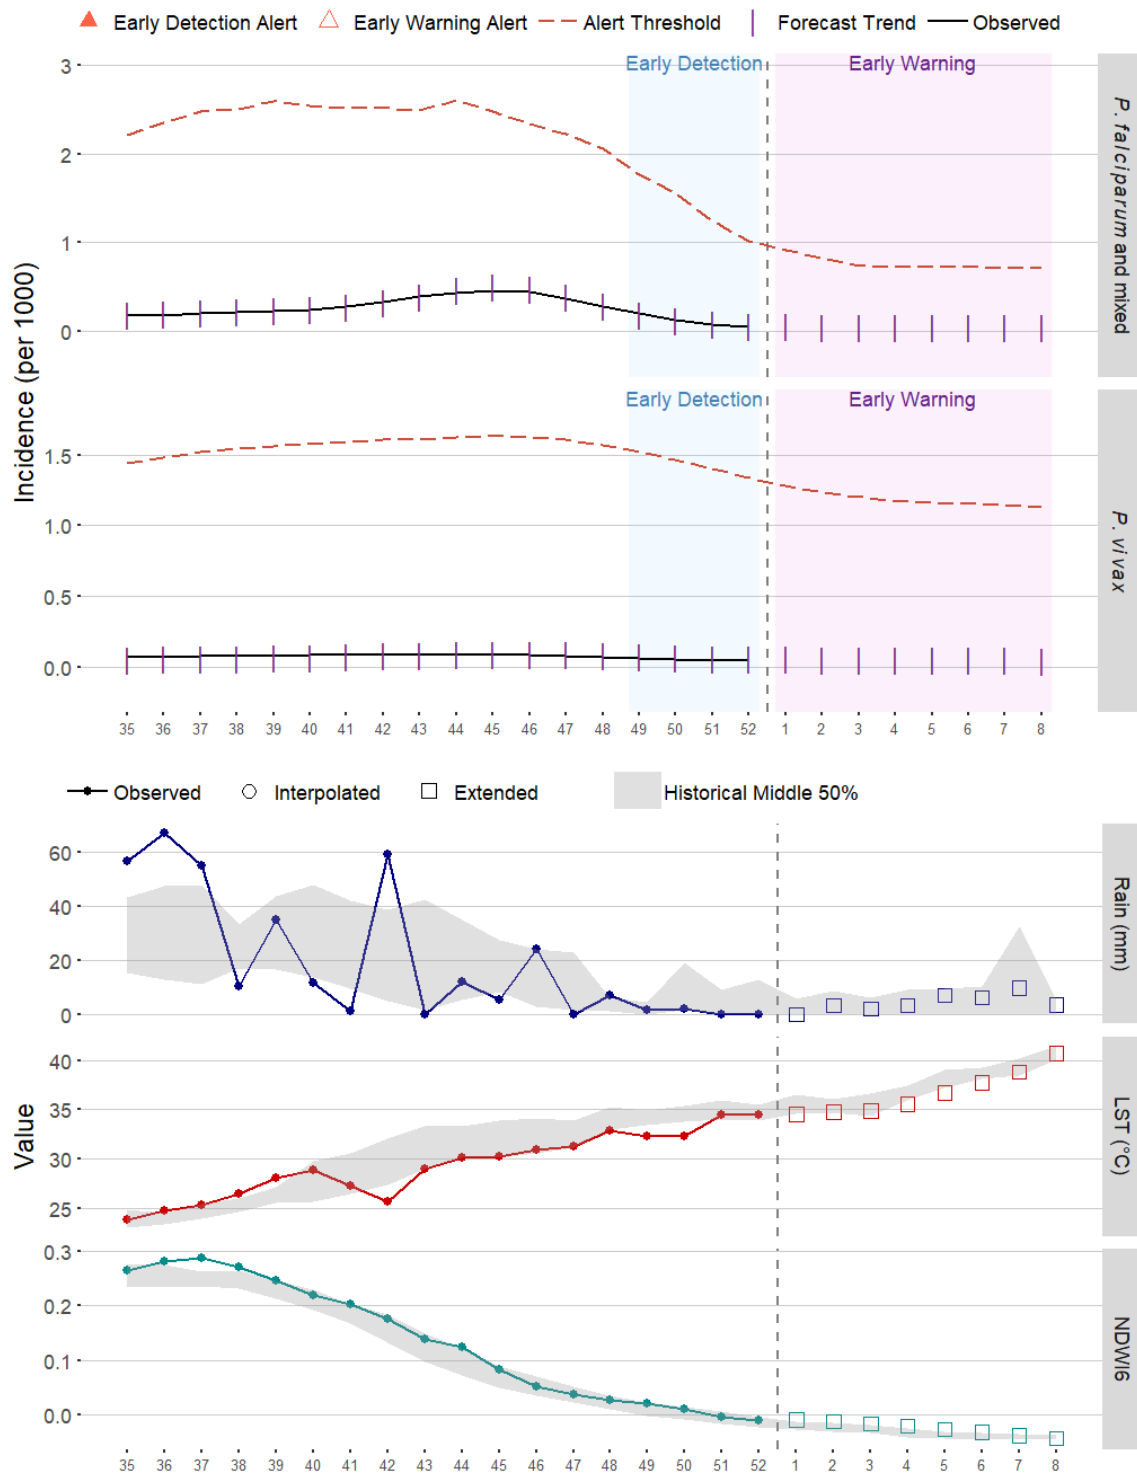 Early Detection Alert Early Warning Alert Alert Threshold Forecast Trend Observed
Incidence (per 1000)
Early Detection Early Warning
3
2
1
0
P. falciparum and mixed
Early Detection Early Warning
1.5
1.0
0.5
0.0
P. vivax
35 36 37 38 39 40 41 42 43 44 45 46 47 48 49 50 51 52 1 2 3 4 5 6 7 8
Observed Interpolated Extended Historical Middle 50%
Value
60
40
20
0
Rain (mm)
40
35
30
25
LST (°C)
0.3
0.2
0.1
0.0
NDWI6
35 36 37 38 39 40 41 42 43 44 45 46 47 48 49 50 51 52 1 2 3 4 5 6 7 8